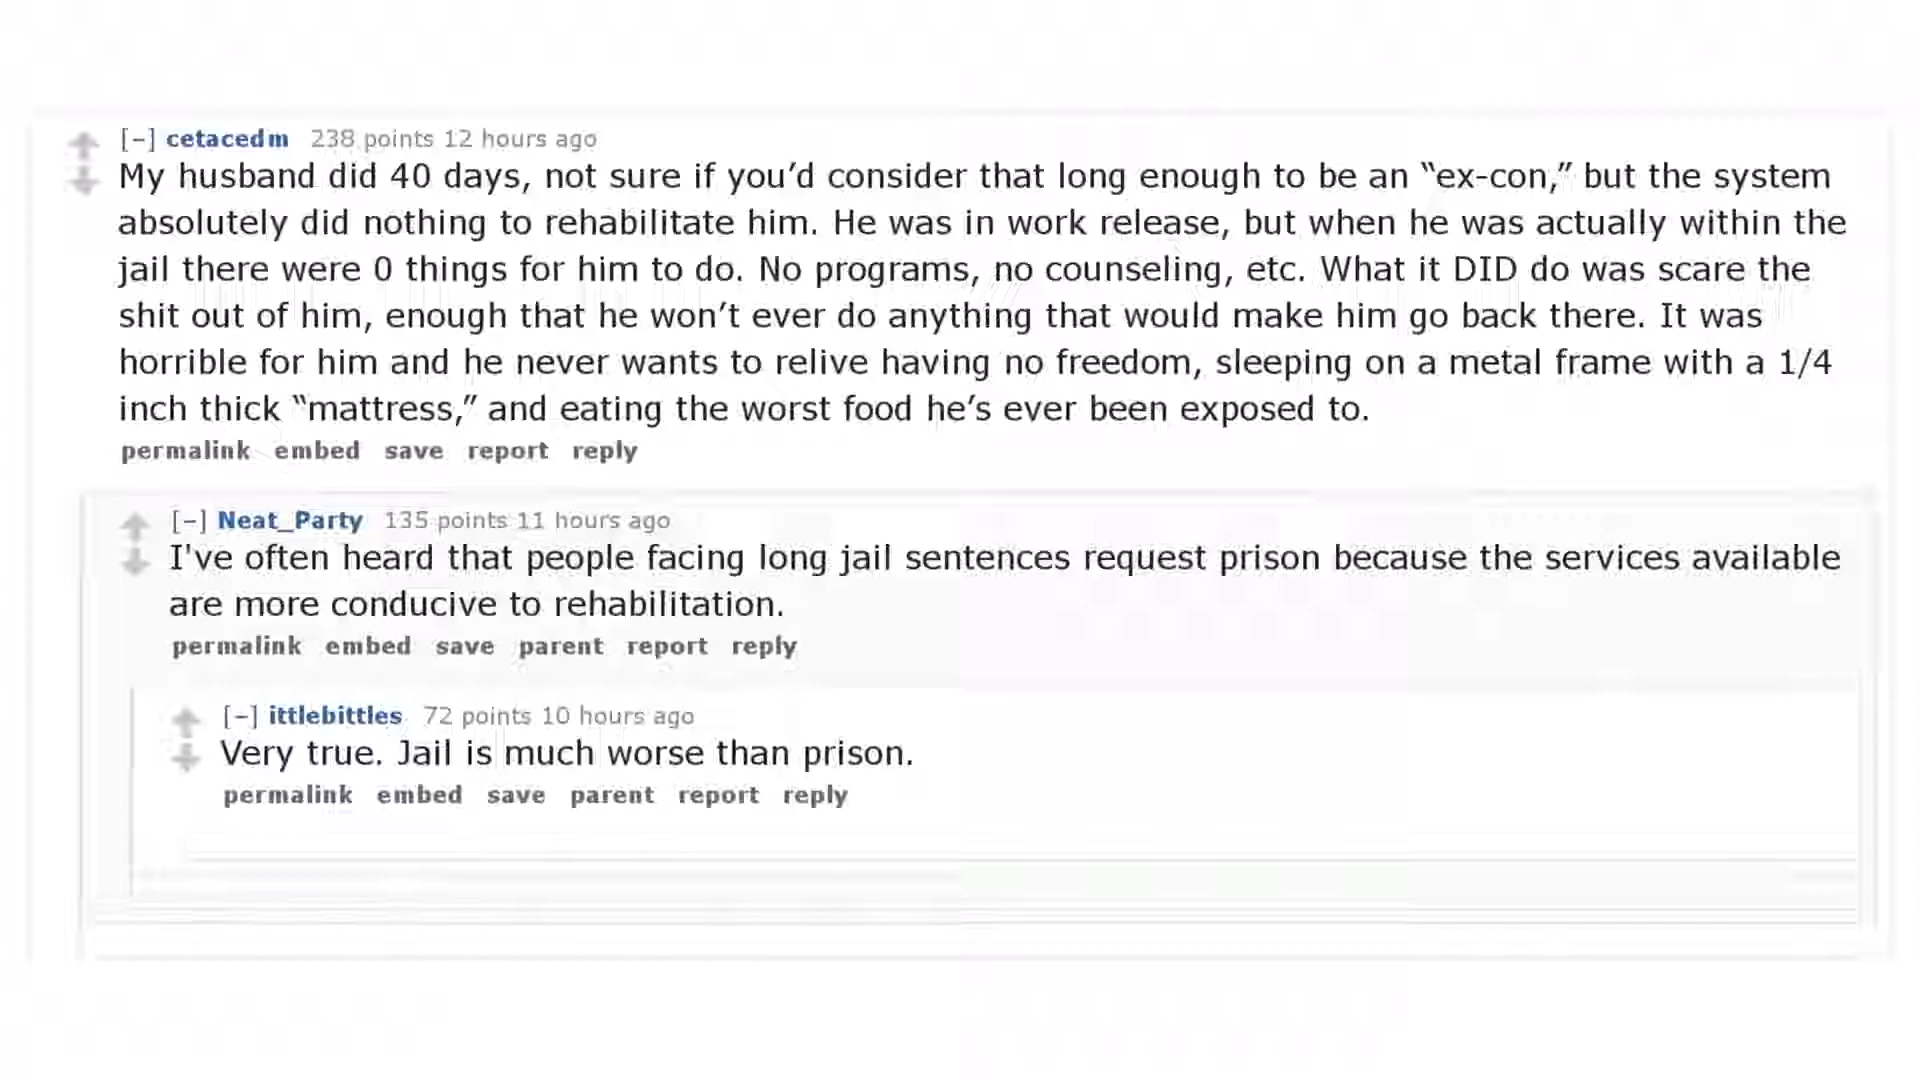 [-] cetacedm 238 points 12 hours ago
My husband did 40 days, not sure if you’d consider that long enough to be an “ex-con,” but the system
absolutely did nothing to rehabilitate him. He was in work release, but when he was actually within the
jail there were 0 things for him to do. No programs, no counseling, etc. What it DID do was scare the
shit out of him, enough that he won’t ever do anything that would make him go back there. It was
horrible for him and he never wants to relive having no freedom, sleeping on a metal frame with a 1/4
inch thick “mattress,” and eating the worst food he’s ever been exposed to.
permalink embed save report reply
[-] Neat_Party 135 points 11 hours ago
I've often heard that people facing long jail sentences request prison because the services available
are more conducive to rehabilitation.
permalink embed save parent report reply
[-] ittlebittles 72 points 10 hours ago
Very true. Jail is much worse than prison.
permalink embed save parent report reply